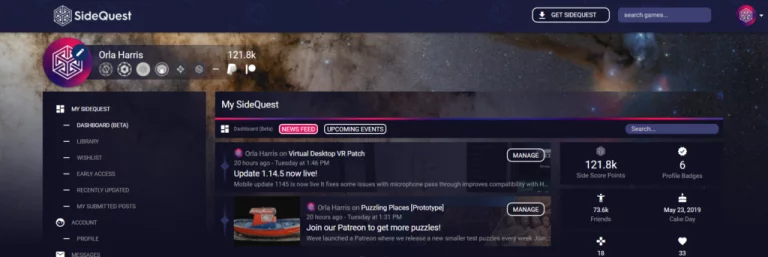 SideQuest
GET SIDEQUEST
search games...
Orla Harris
121.8k
MY SIDEQUEST
DASHBOARD (BETA)
LIBRARY
WISHLIST
EARLY ACCESS
RECENTLY UPDATED
MY SUBMITTED POSTS
ACCOUNT
PROFILE
MESSAGES
My SideQuest
Dashboard (Beta) NEWS FEED UPCOMING EVENTS
Search...
Orla Harris on Virtual Desktop VR Patch
MANAGE
20 hours ago - Tuesday at 1:46 PM
Update 1.14.5 now live!
Mobile update 1145 is now live It fixes some issues with microphone pass through improves compatibility with H...
Orla Harris on Puzzling Places [Prototype]
MANAGE
20 hours ago - Tuesday at 1:31 PM
Join our Patreon to get more puzzles!
Weve launched a Patreon where we release a new smaller test puzzles every week Join...
121.8k
Side Score Points
6
Profile Badges
73.6k
Friends
May 23, 2019
Cake Day
18
33